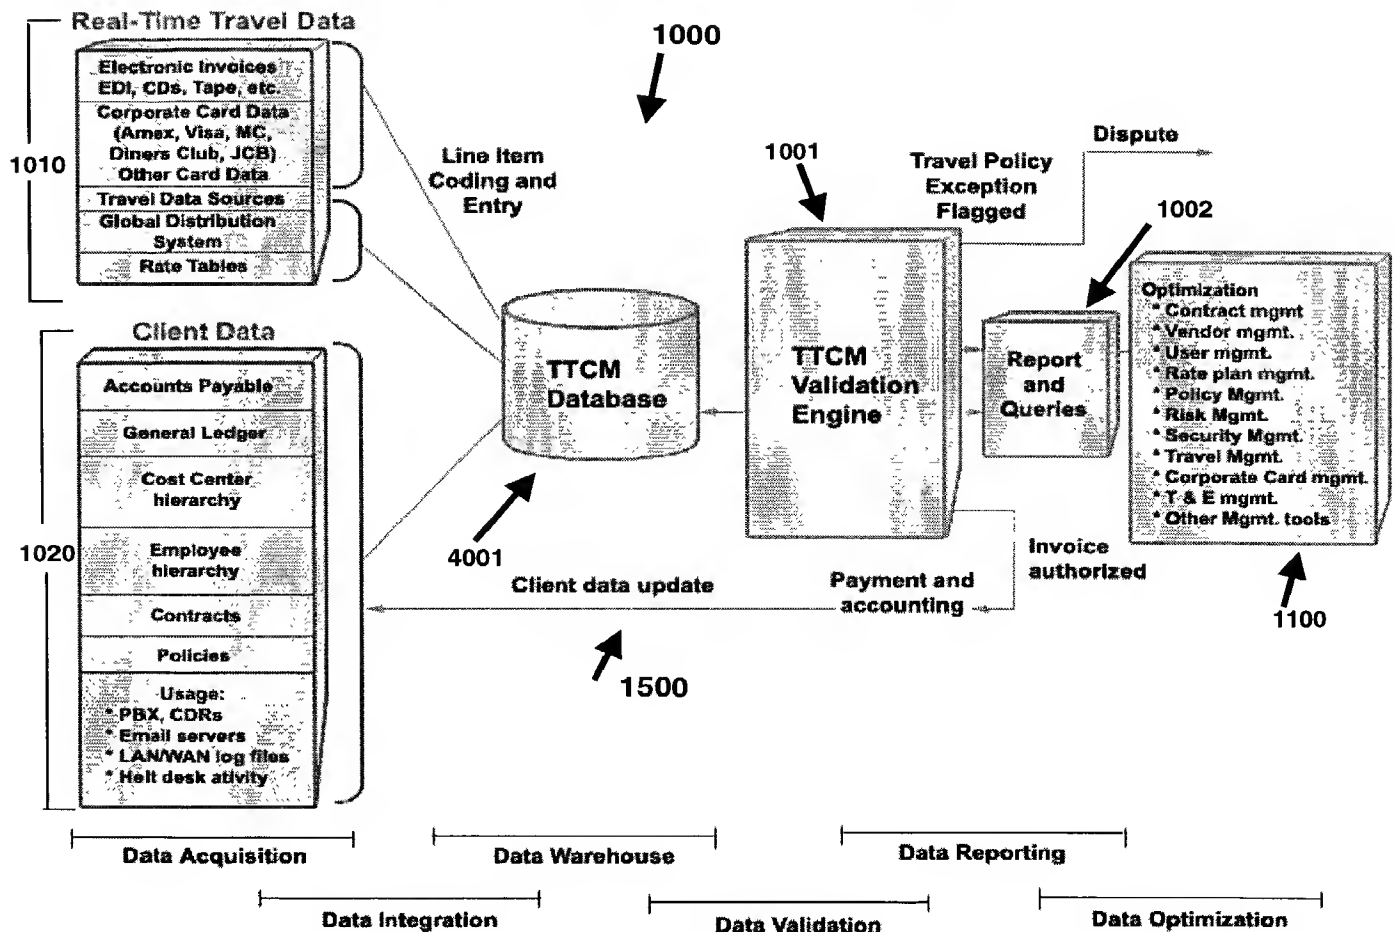 Real-Time Travel Data
Electronic Invoices
EDI, CDs, Tape, etc.
Corporate Card Data
(Amex, Visa, MC,
Diners Club, JCB)
Other Card Data
Travel Data Sources
Global Distribution
System
Rate Tables
1010
Client Data
Accounts Payable
General Ledger
Cost Center
hierarchy
Employee
hierarchy
Contracts
Policies
Usage:
* PBX, CDRs
* Email servers
* LAN/WAN log files
* Helt desk ativity
1020
Line Item
Coding and
Entry
1000
TTCM
Database
4001
1001
TTCM
Validation
Engine
Travel Policy
Exception
Flagged
Dispute
1002
Report
and
Queries
Optimization
* Contract mgmt
* Vendor mgmt.
* User mgmt.
* Rate plan mgmt.
* Policy Mgmt.
* Risk Mgmt.
* Security Mgmt.
* Travel Mgmt.
* Corporate Card mgmt.
* T & E mgmt.
* Other Mgmt. tools
1100
Invoice
authorized
Payment and
accounting
Client data update
1500
Data Acquisition
Data Warehouse
Data Reporting
Data Integration
Data Validation
Data Optimization